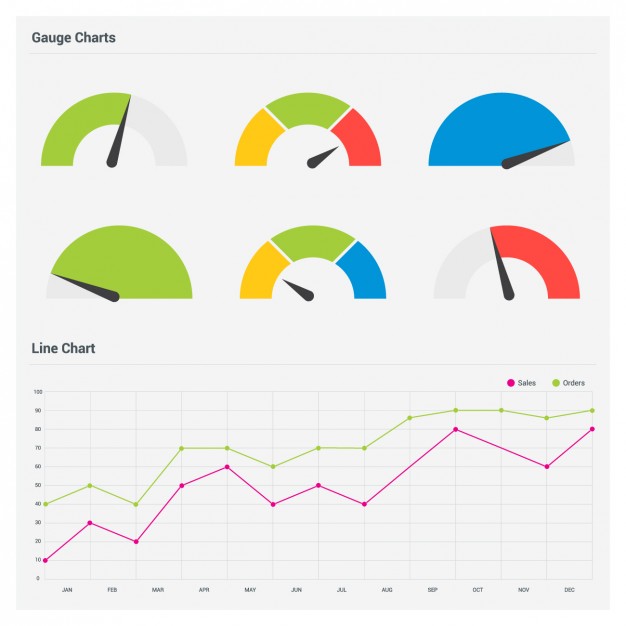 Gauge Charts
Line Chart
Sales Orders
100
90
80
70
60
50
40
30
20
10
0
JAN FEB MAR APR MAY JUN JUL AUG SEP OCT NOV DEC